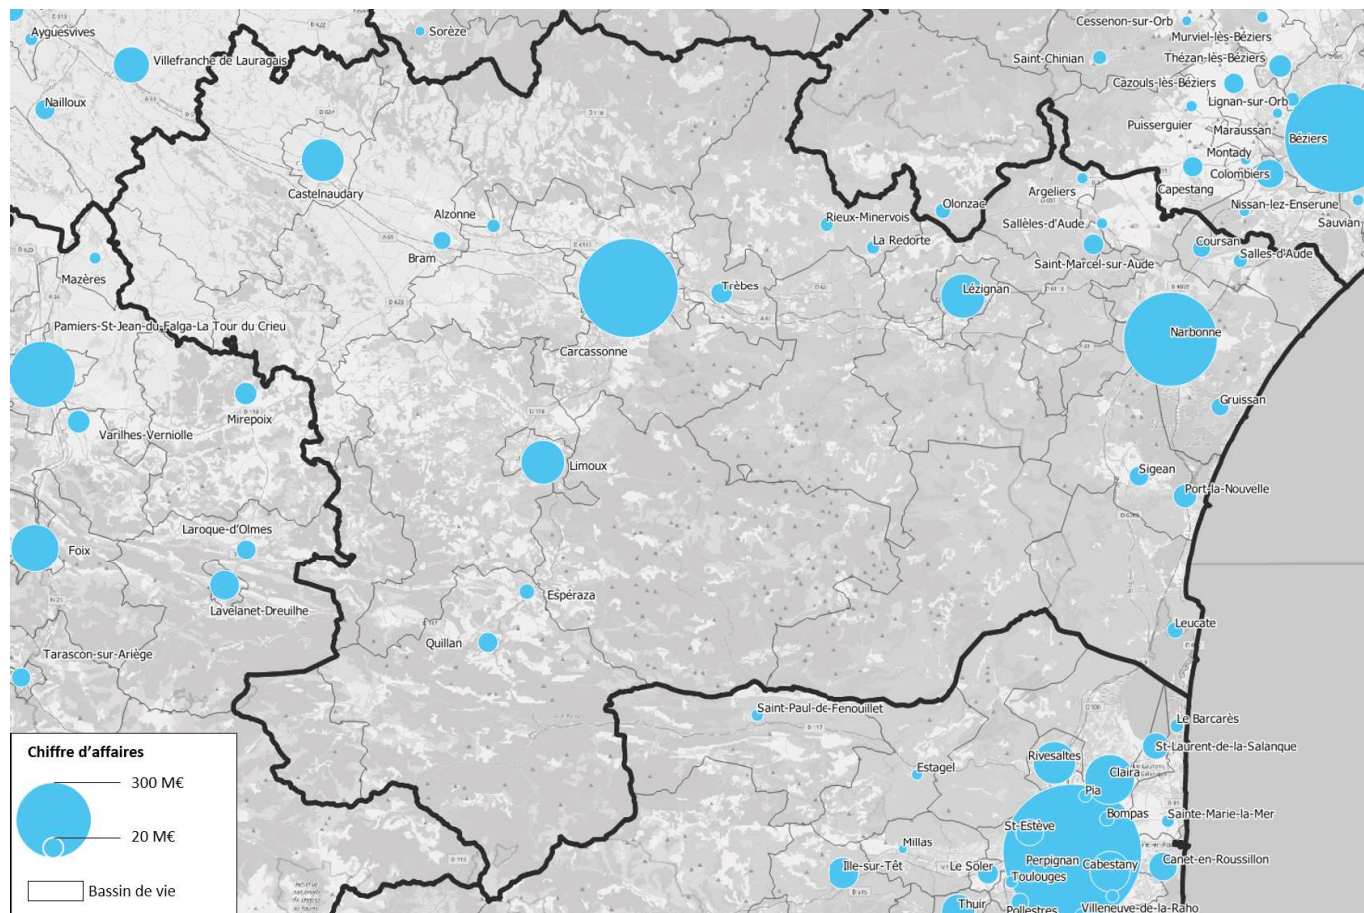 Cessenon-sur-Orb
Ayguesvives
Sorèze
Murviel-lès-Béziers
Villefranche de Lauragais
Saint-Chinian
Thézan-lès-Béziers
Cazouls-lès-Béziers
Nailloux
Lignan-sur-Orb
Puisserguier
Maraussan
Béziers
Montady
Colombiers
Castelnaudary
Argeliers
Capestang
Nissan-lez-Enserune
Alzonne
Rieux-Minervois
Olonzac
Sallèles-d'Aude
Sauvian
La Redorte
Coursan
Bram
Saint-Marcel-sur-Aude
Salles-d'Aude
Mazères
Trèbes
Lézignan
Pamiers-St-Jean-du-Falga-La Tour du Crieu
Narbonne
Carcassonne
Gruissan
Mirepoix
Varilhes-Verniolle
Limoux
Sigean
Port-la-Nouvelle
Laroque-d'Olmes
Foix
Espéraza
Lavelanet-Dreuilhe
Leucate
Quillan
Tarascon-sur-Ariège
Saint-Paul-de-Fenouillet
Le Barcarès
St-Laurent-de-la-Salanque
Rivesaltes
Estagel
Claira
Pia
Bompas
Sainte-Marie-la-Mer
St-Estève
Millas
Perpignan
Cabestany
Canet-en-Roussillon
Ille-sur-Têt
Le Soler
Toulouges
Thuir
Pollestres
Villeneuve-de-la-Raho
Chiffre d'affaires
300 M€
20 M€
Bassin de vie